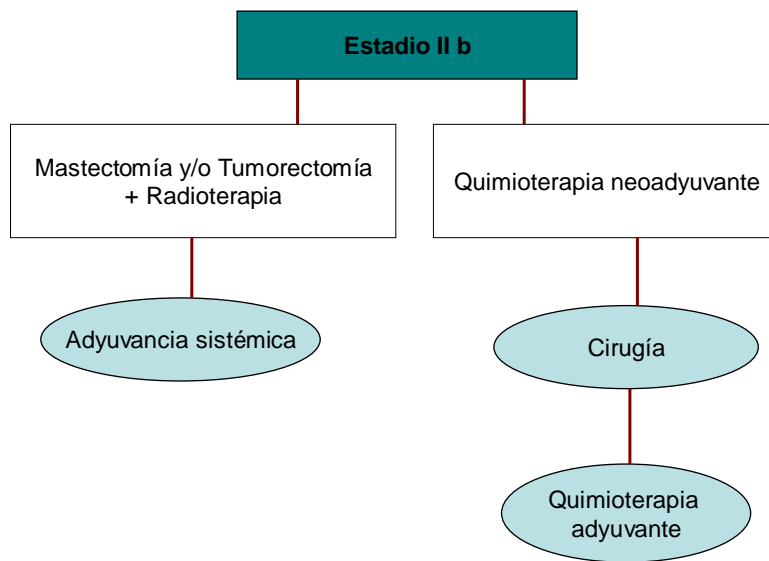 Estadio II b
Mastectomía y/o Tumorectomía
+ Radioterapia
Quimioterapia neoadyuvante
Adyuvancia sistémica
Cirugía
Quimioterapia
adyuvante